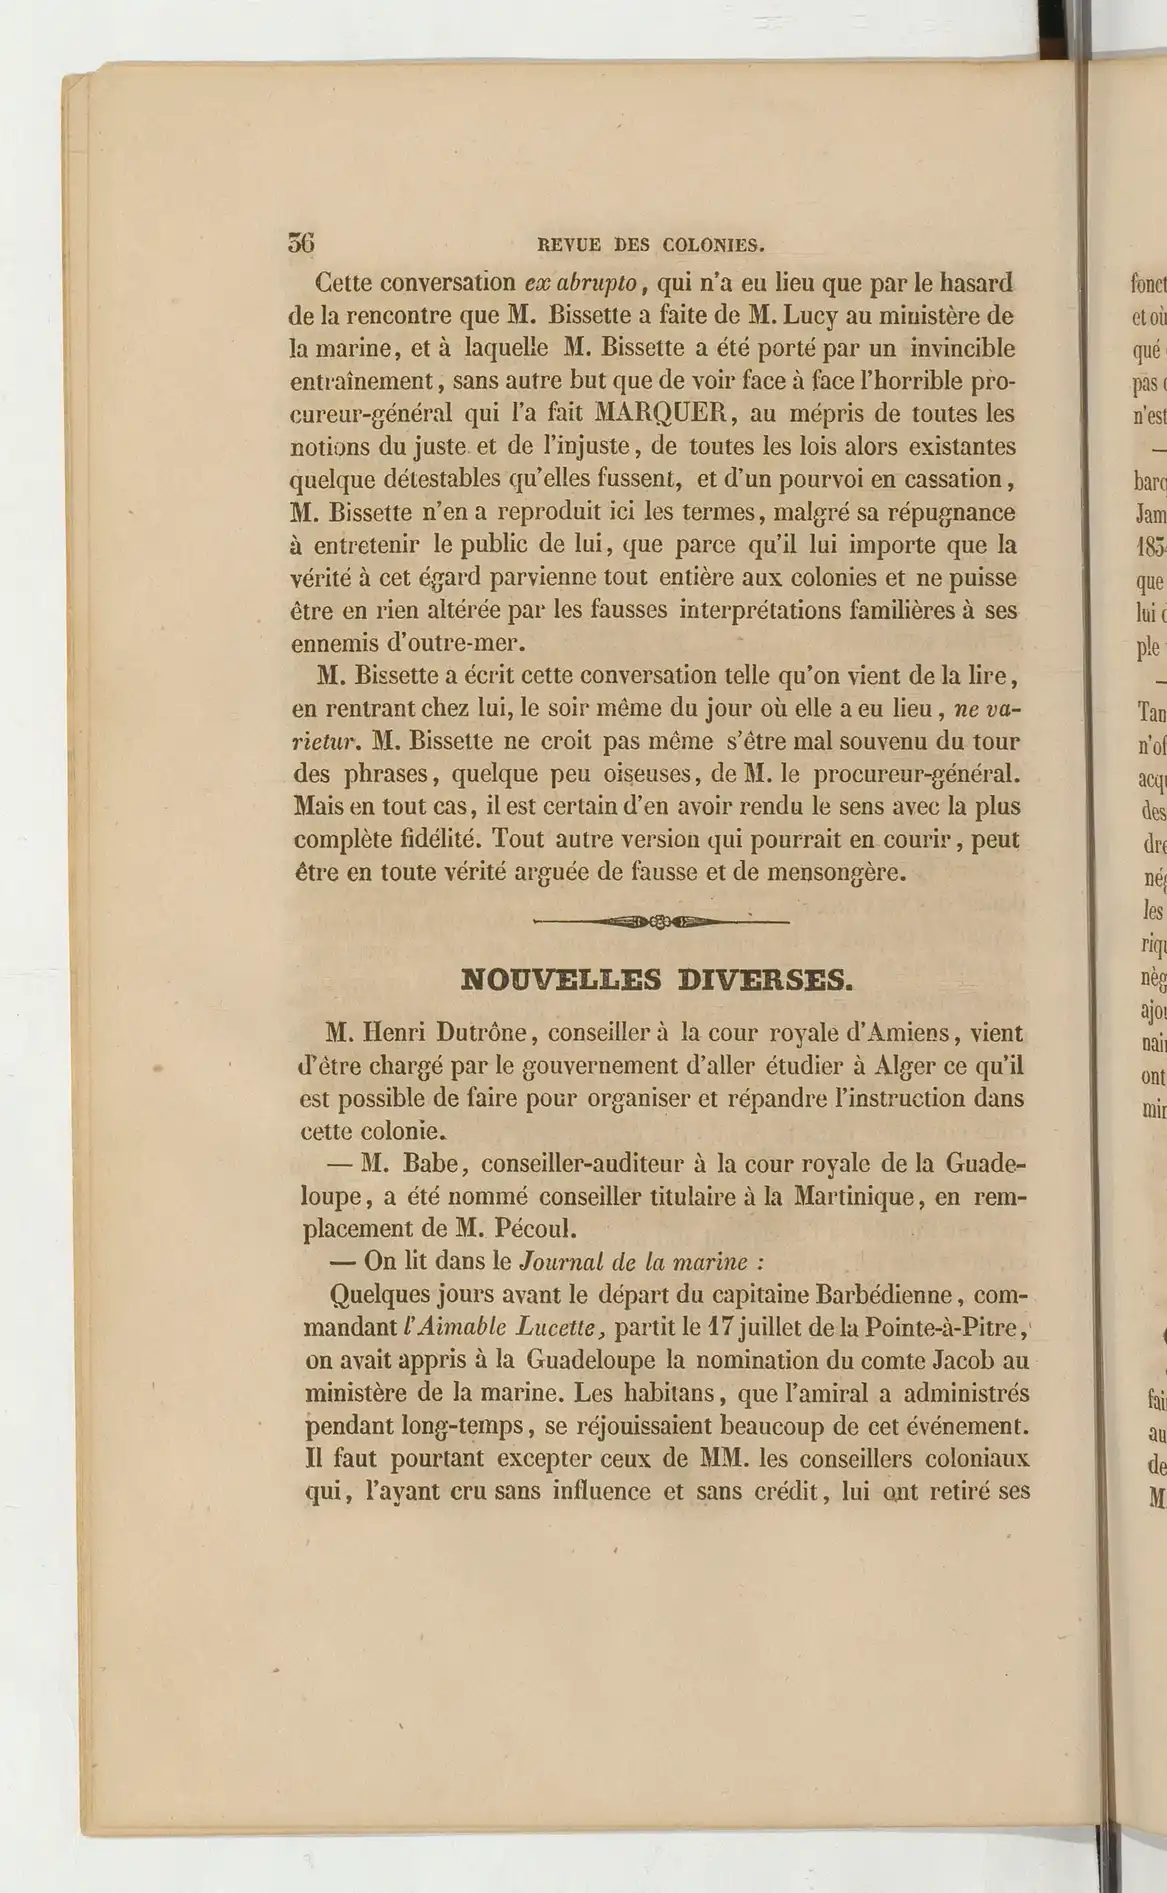 36 REVUE DES COLONIES.
Cette conversation ex abrupto, qui n'a eu lieu que par le hasard
de la rencontre que M. Bissette a faite de M. Lucy au ministère de
la marine, et à laquelle M. Bissette a été porté par un invincible
entraînement, sans autre but que de voir face à face l'horrible pro-
cureur-général qui l'a fait MARQUER, au mépris de toutes les
notions du juste et de l'injuste, de toutes les lois alors existantes
quelque détestables qu'elles fussent, et d'un pourvoi en cassation,
M. Bissette n'en a reproduit ici les termes, malgré sa répugnance
à entretenir le public de lui, que parce qu'il lui importe que la
vérité à cet égard parvienne tout entière aux colonies et ne puisse
être en rien altérée par les fausses interprétations familières à ses
ennemis d'outre-mer.
M. Bissette a écrit cette conversation telle qu'on vient de la lire,
en rentrant chez lui, le soir même du jour où elle a eu lieu, ne va-
rietur. M. Bissette ne croit pas même s'être mal souvenu du tour
des phrases, quelque peu oiseuses, de M. le procureur-général.
Mais en tout cas, il est certain d'en avoir rendu le sens avec la plus
complète fidélité. Tout autre version qui pourrait en courir, peut
être en toute vérité arguée de fausse et de mensongère.
NOUVELLES DIVERSES.
M. Henri Dutrône, conseiller à la cour royale d'Amiens, vient
d'être chargé par le gouvernement d'aller étudier à Alger ce qu'il
est possible de faire pour organiser et répandre l'instruction dans
cette colonie.
— M. Babe, conseiller-auditeur à la cour royale de la Guade-
loupe, a été nommé conseiller titulaire à la Martinique, en rem-
placement de M. Pécoul.
— On lit dans le Journal de la marine :
Quelques jours avant le départ du capitaine Barbédienne, com-
mandant l'Aimable Lucette, partit le 17 juillet de la Pointe-à-Pitre,
on avait appris à la Guadeloupe la nomination du comte Jacob au
ministère de la marine. Les habitans, que l'amiral a administrés
pendant long-temps, se réjouissaient beaucoup de cet événement.
Il faut pourtant excepter ceux de MM. les conseillers coloniaux
qui, l'ayant cru sans influence et sans crédit, lui ont retiré ses